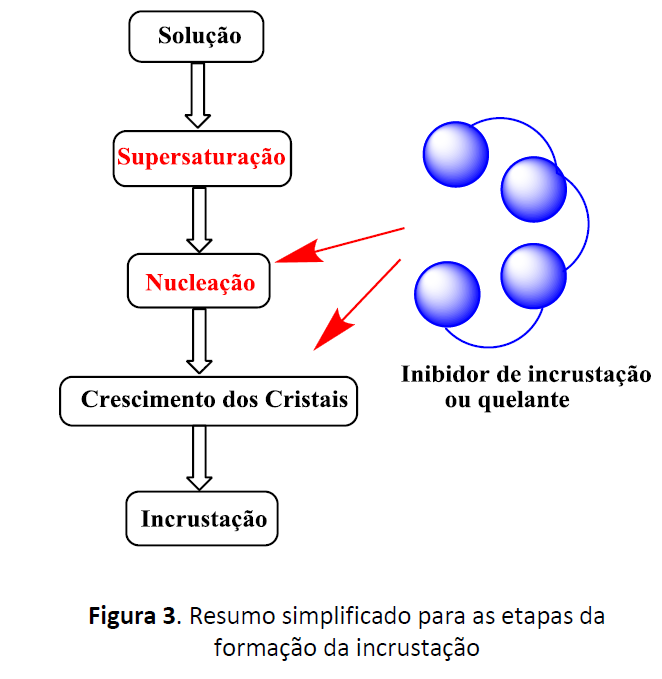 Solução
Supersaturação
Nucleação
Crescimento dos Cristais
Incrustação
Inibidor de incrustação
ou quelante
Figura 3. Resumo simplificado para as etapas da
formação da incrustação